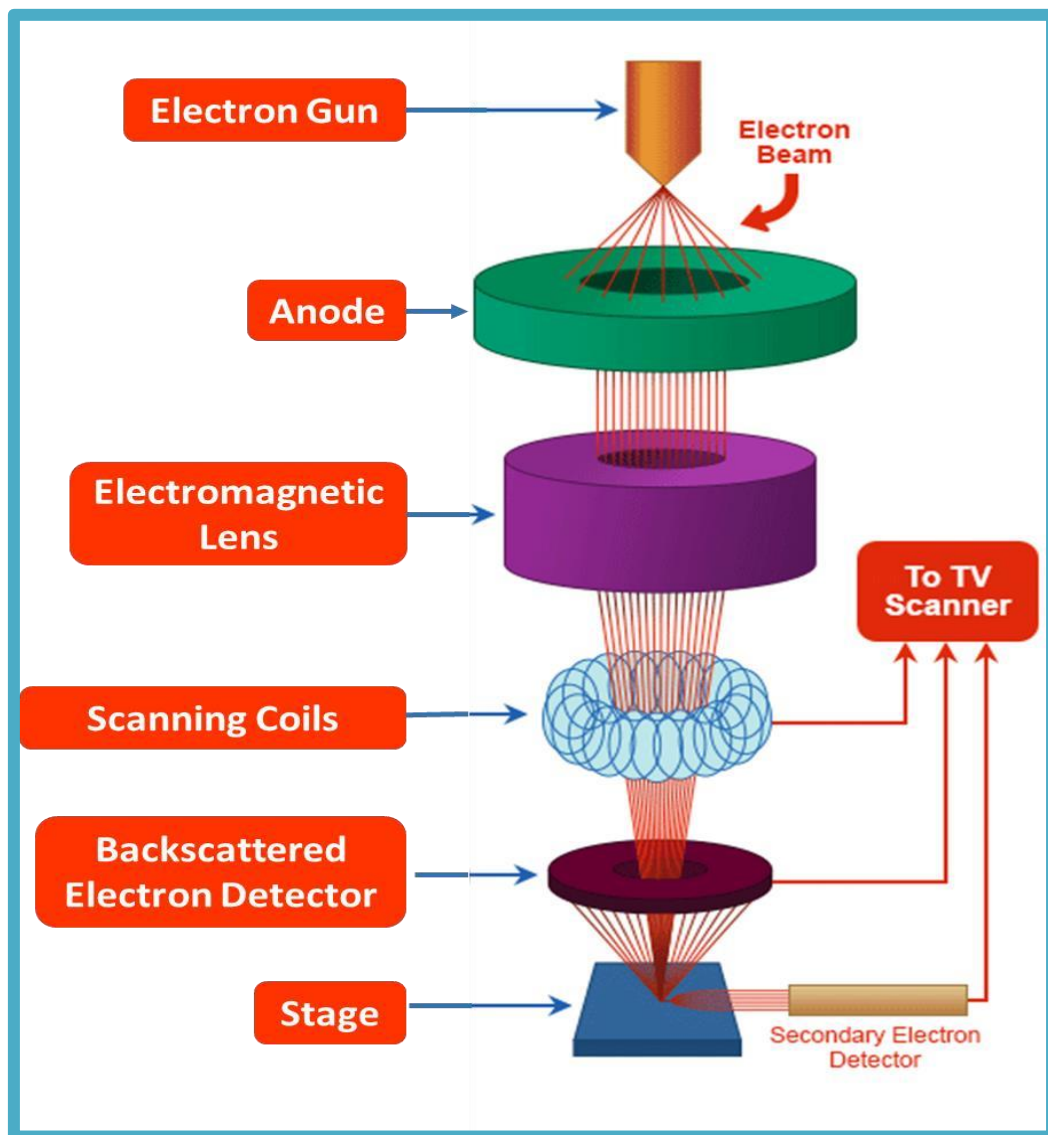 Electron Gun
Electron
Beam
Anode
Electromagnetic
Lens
To TV
Scanner
Scanning Coils
Backscattered
Electron Detector
Stage
Secondary Electron
Detector